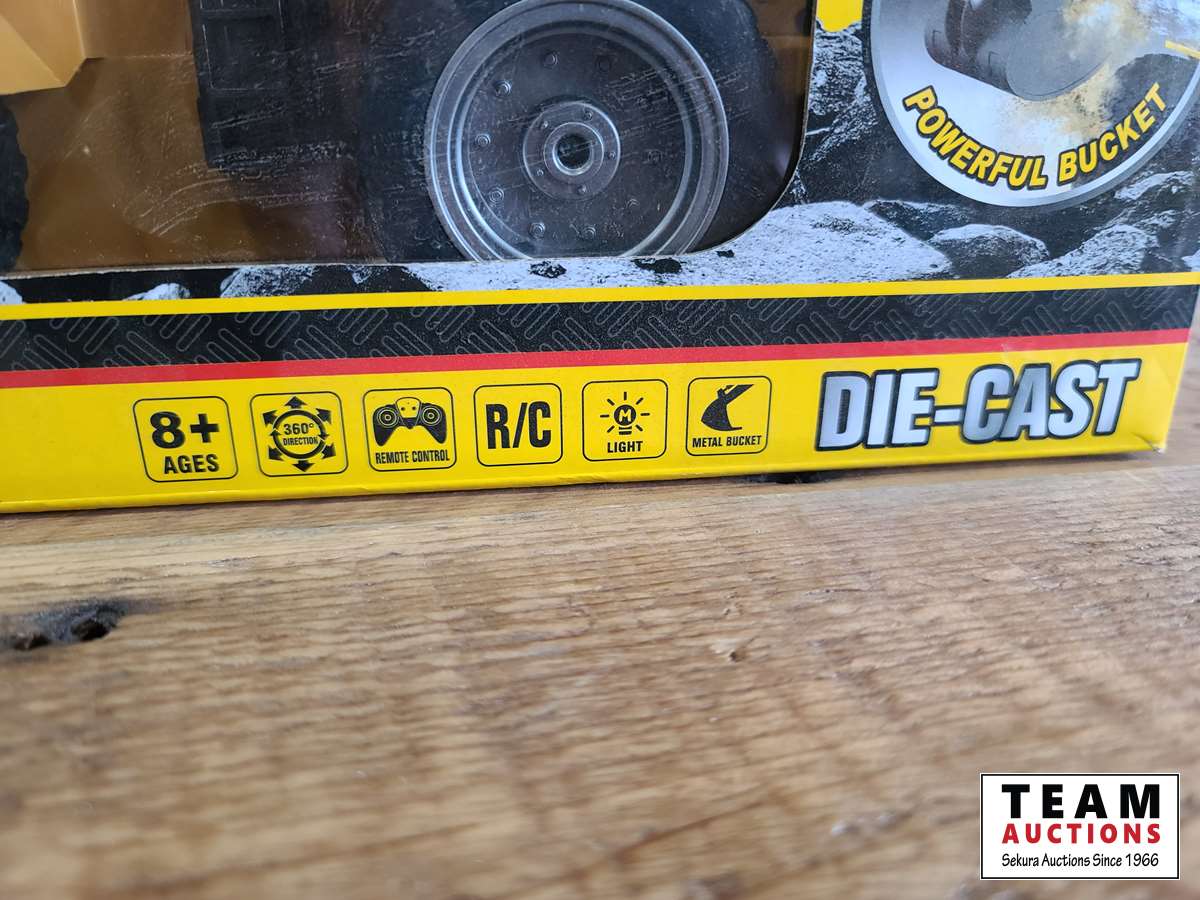 POWERFUL BUCKET
8+
AGES
360°
DIRECTION
REMOTE CONTROL
R/C
M
LIGHT
METAL BUCKET
DIE-CAST
TEAM
AUCTIONS
Sekura Auctions Since 1966